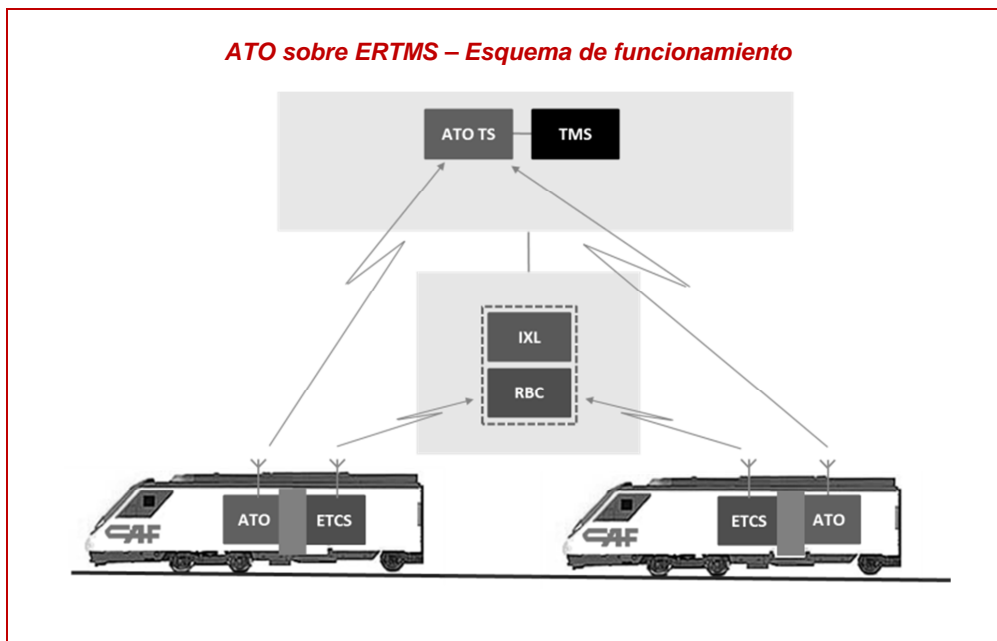 ATO sobre ERTMS – Esquema de funcionamiento
ATO TS
TMS
IXL
RBC
ATO
ETCS
CAF
ETCS
ATO
CAF